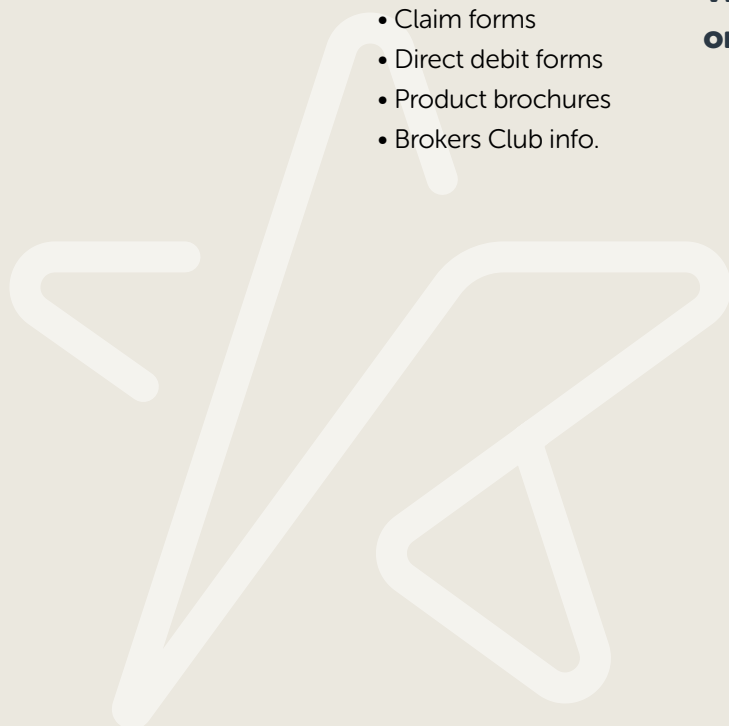 • Claim forms
• Direct debit forms
• Product brochures
• Brokers Club info.